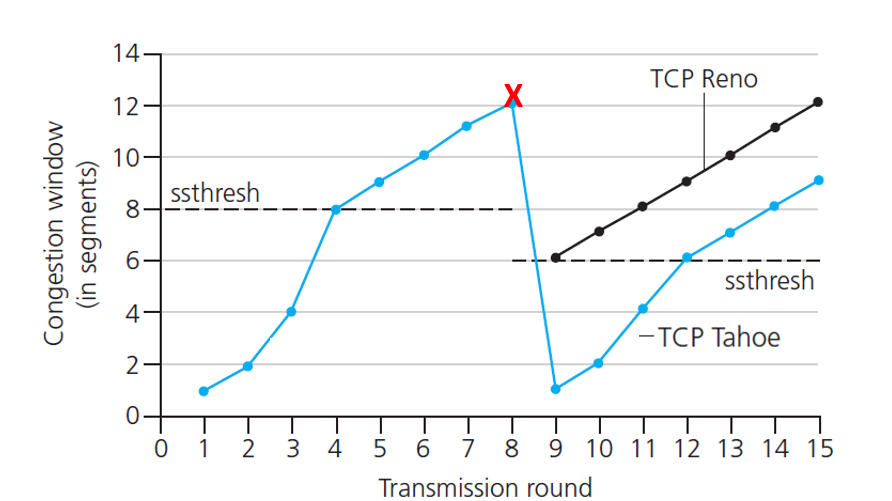 14
12
10
8
6
4
2
0
Congestion window
(in segments)
ssthresh
X
TCP Reno
ssthresh
TCP Tahoe
0 1 2 3 4 5 6 7 8 9 10 11 12 13 14 15
Transmission round